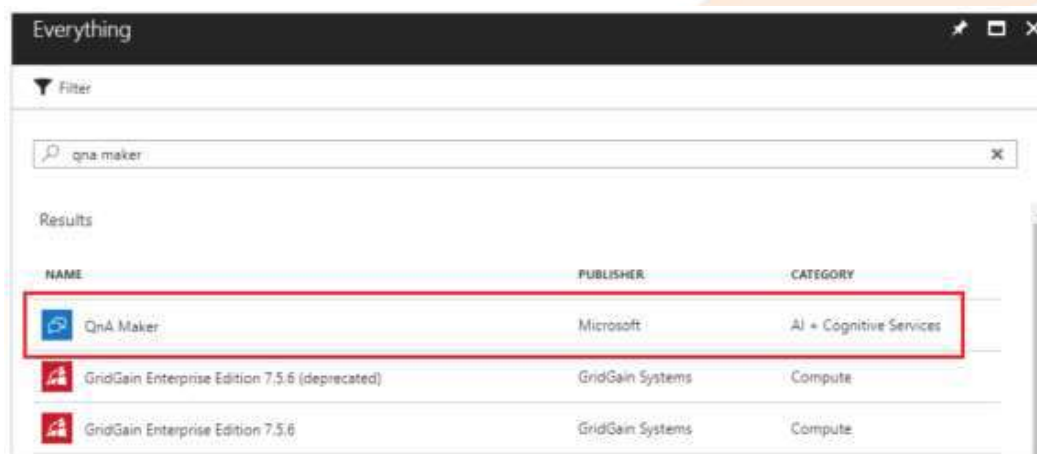 Everything
Filter
qna maker
Results
NAME PUBLISHER CATEGORY
QnA Maker Microsoft AI + Cognitive Services
GridGain Enterprise Edition 7.5.6 (deprecated) GridGain Systems Compute
GridGain Enterprise Edition 7.5.6 GridGain Systems Compute